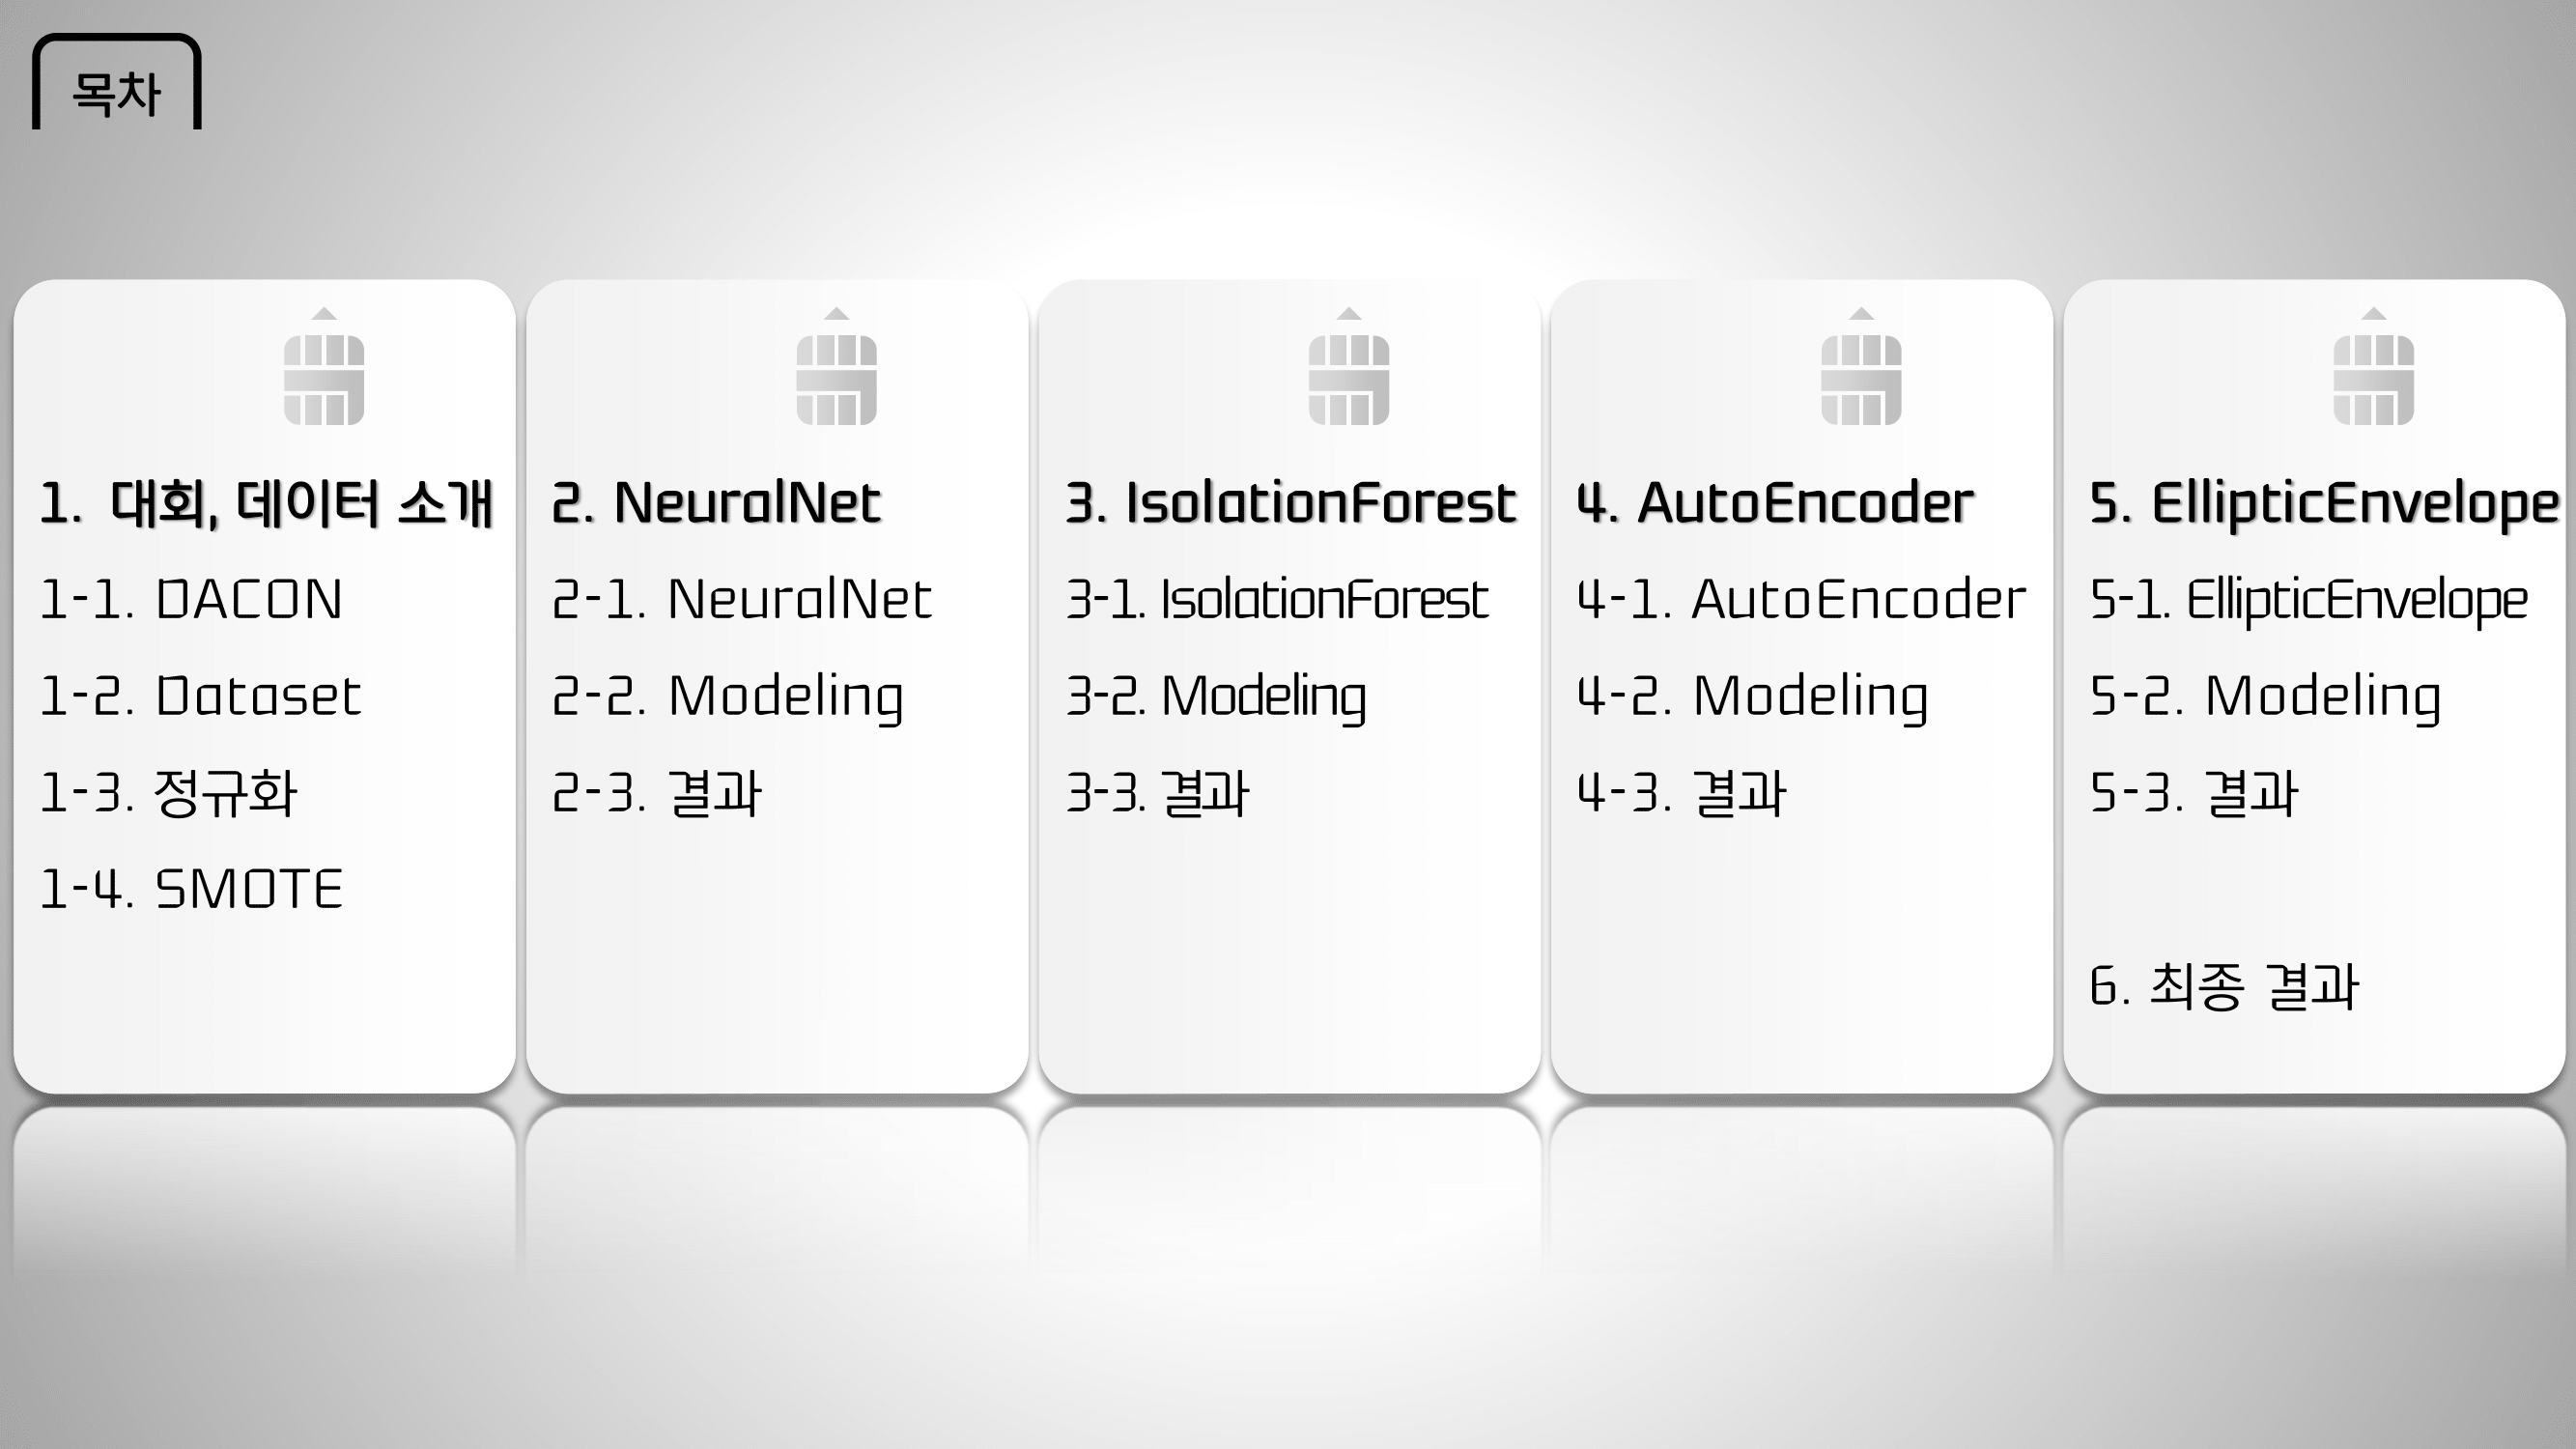 목차
1. 대회, 데이터 소개
1-1. DACON
1-2. Dataset
1-3. 정규화
1-4. SMOTE
2. NeuralNet
2-1. NeuralNet
2-2. Modeling
2-3. 결과
3. IsolationForest
3-1. IsolationForest
3-2. Modeling
3-3. 결과
4. AutoEncoder
4-1. AutoEncoder
4-2. Modeling
4-3. 결과
5. EllipticEnvelope
5-1. EllipticEnvelope
5-2. Modeling
5-3. 결과
6. 최종 결과